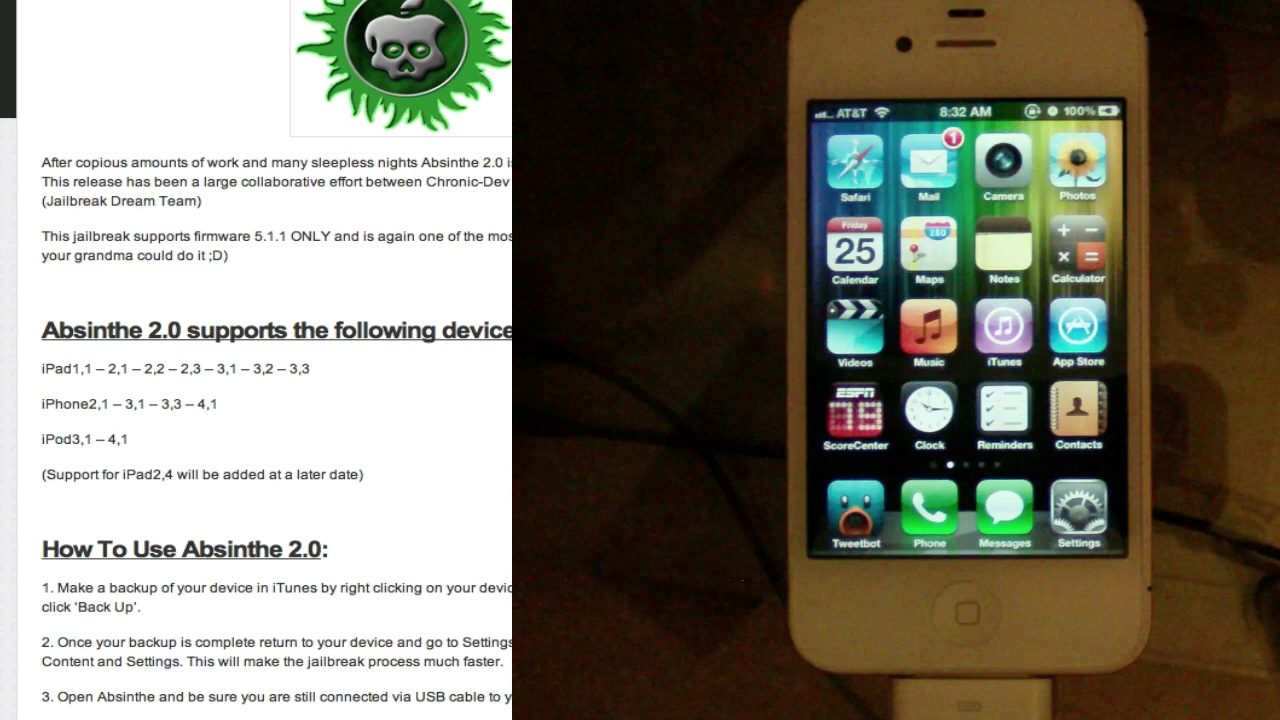 After copious amounts of work and many sleepless nights Absinthe 2.0
This release has been a large collaborative effort between Chronic-Dev
(Jailbreak Dream Team)
This jailbreak supports firmware 5.1.1 ONLY and is again one of the
your grandma could do it ;D)
Absinthe 2.0 supports the following device
iPad1,1 – 2,1 – 2,2 – 2,3 – 3,1 – 3,2 – 3,3
iPhone2,1 – 3,1 – 3,3 – 4,1
iPod3,1 – 4,1
(Support for iPad2,4 will be added at a later date)
How To Use Absinthe 2.0:
1. Make a backup of your device in iTunes by right clicking on your
click 'Back Up'.
2. Once your backup is complete return to your device and go to Settings
Content and Settings. This will make the jailbreak process much faster.
3. Open Absinthe and be sure you are still connected via USB cable to
AT&T 8:32 AM 100%
1
Safari Mail Camera Photos
Friday
25
280
Calendar Maps Notes Calculator
Videos Music iTunes App Store
ESPN
ScoreCenter Clock Reminders Contacts
Tweetbot Phone Messages Settings